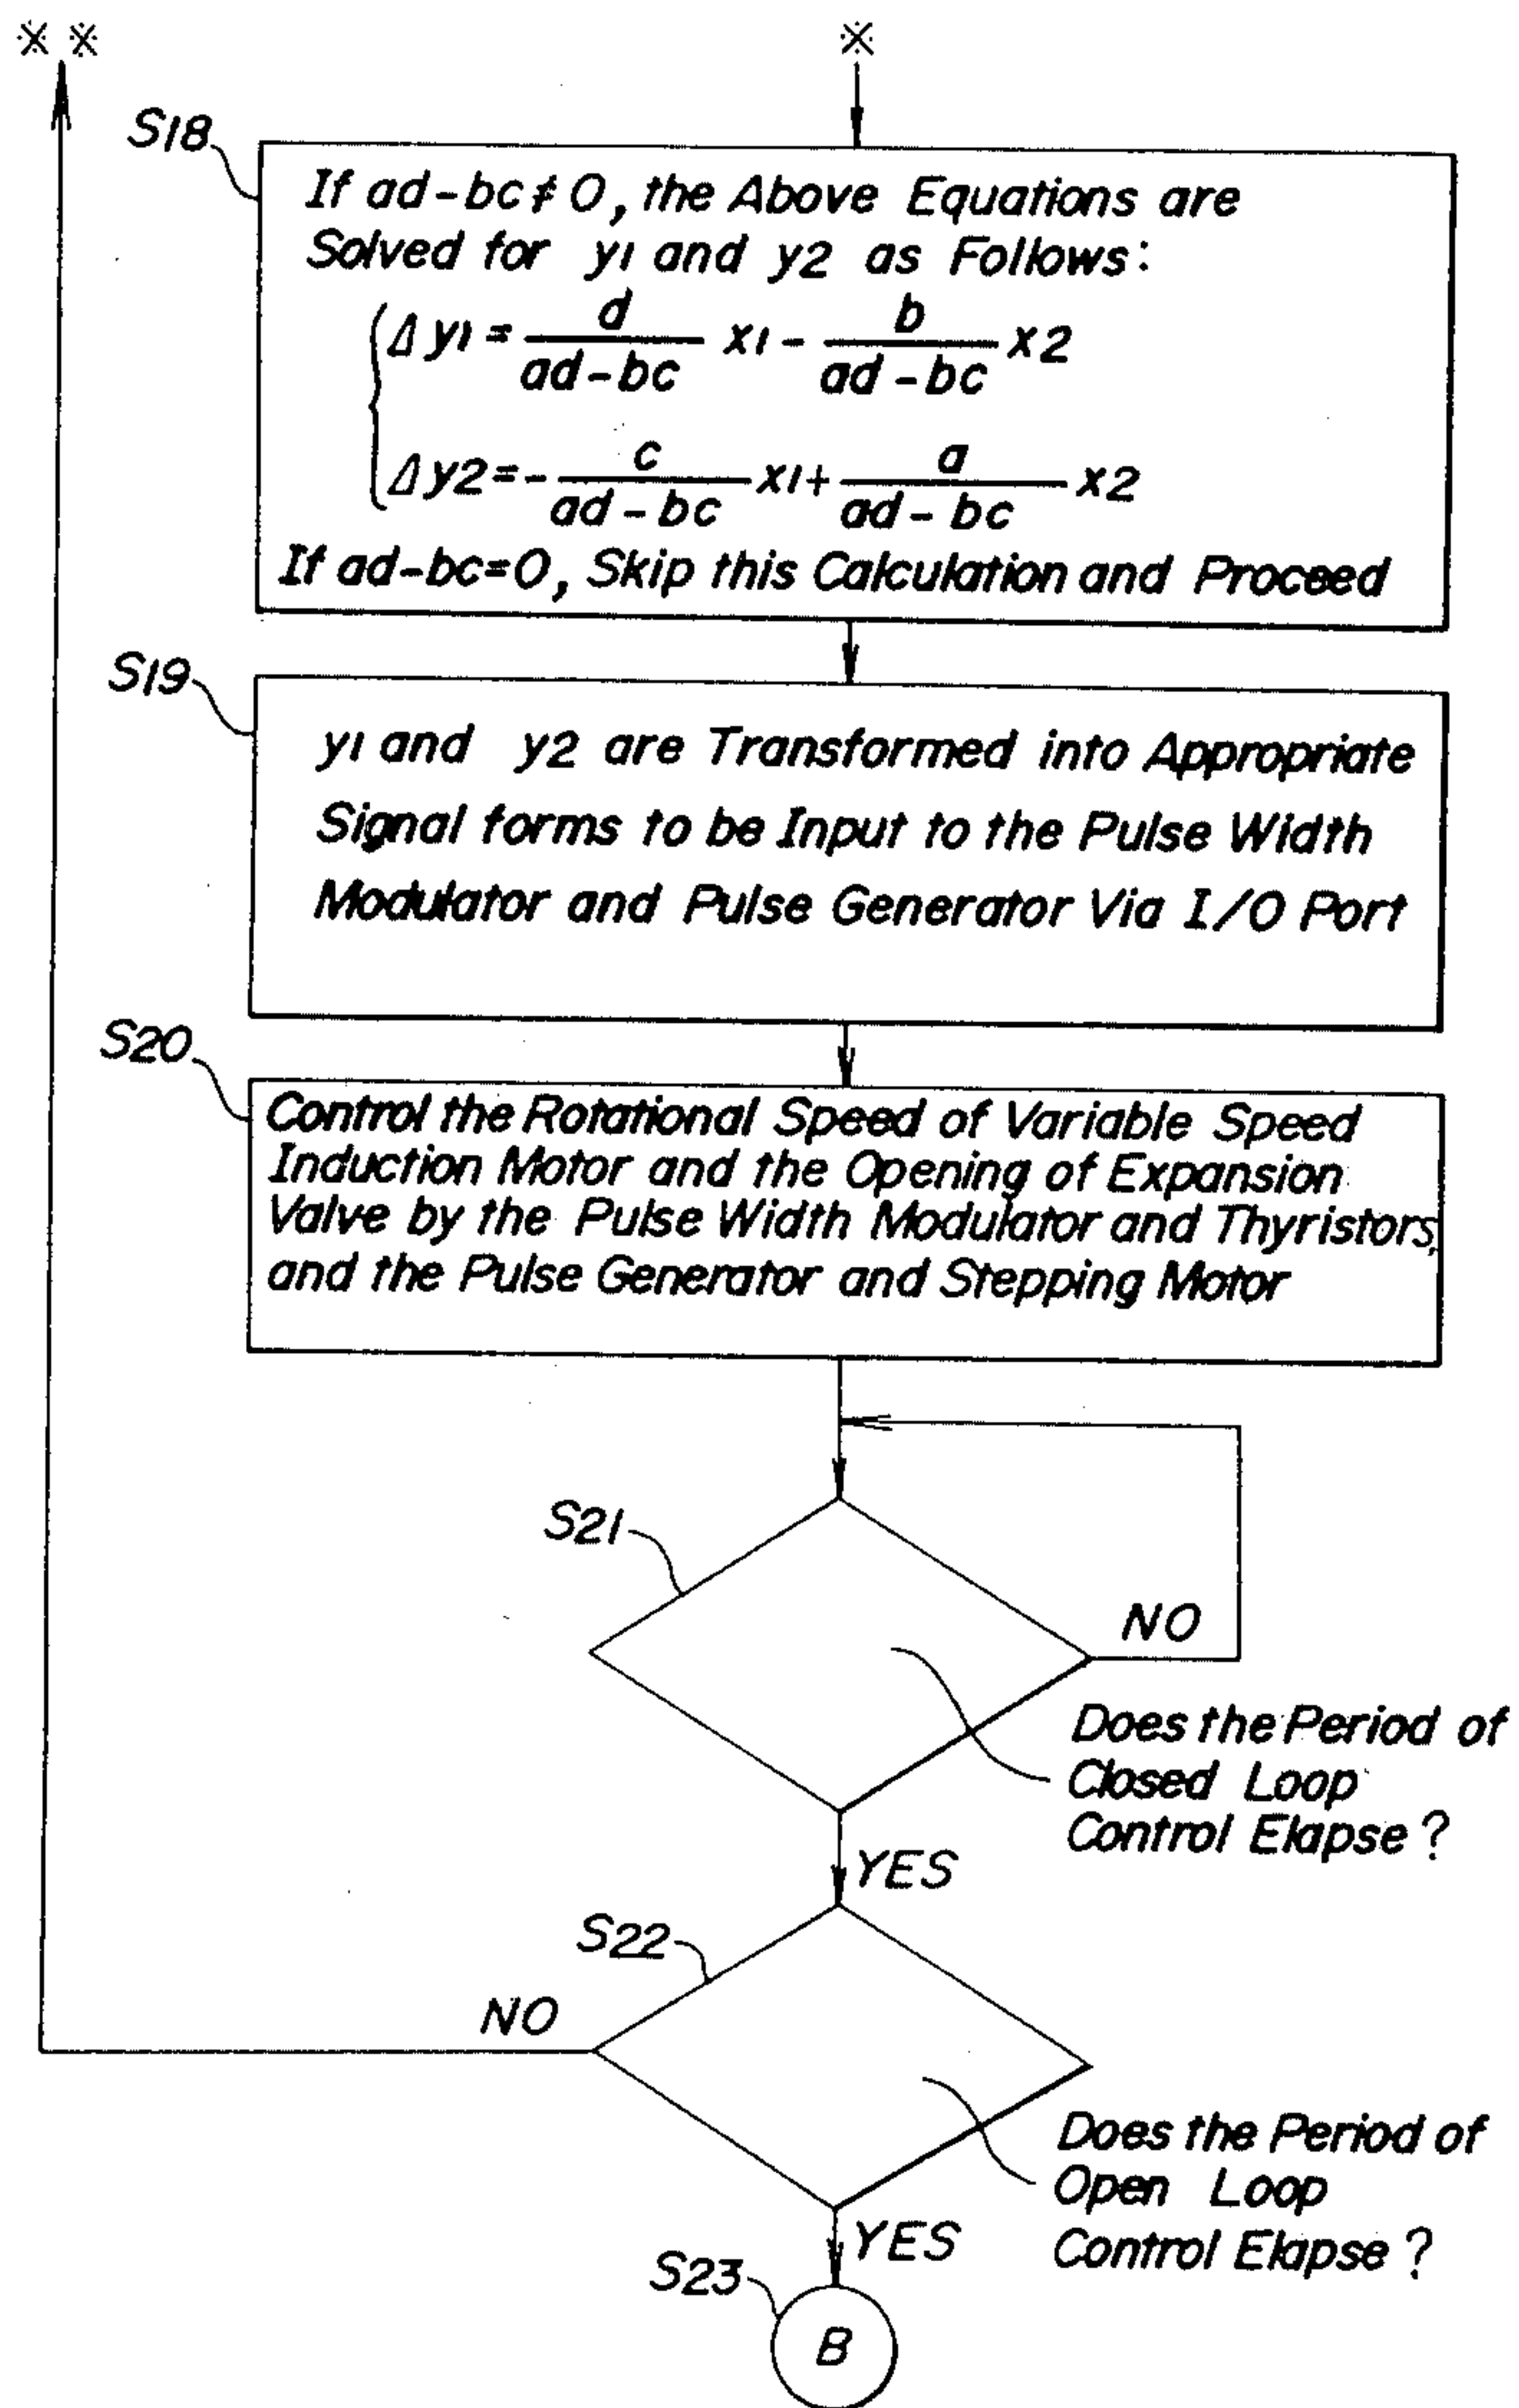 ※ ※
※
S18
If ad-bc≠0, the Above Equations are
Solved for y1 and y2 as Follows:
Δy1 = d/(ad-bc) x1 - b/(ad-bc) x2
Δy2 = -c/(ad-bc) x1 + a/(ad-bc) x2
If ad-bc=0, Skip this Calculation and Proceed
S19
y1 and y2 are Transformed into Appropriate
Signal forms to be Input to the Pulse Width
Modulator and Pulse Generator Via I/O Port
S20
Control the Rotational Speed of Variable Speed
Induction Motor and the Opening of Expansion
Valve by the Pulse Width Modulator and Thyristors,
and the Pulse Generator and Stepping Motor
S21
NO
Does the Period of
Closed Loop
Control Elapse?
YES
S22
NO
Does the Period of
Open Loop
Control Elapse?
YES
S23
B